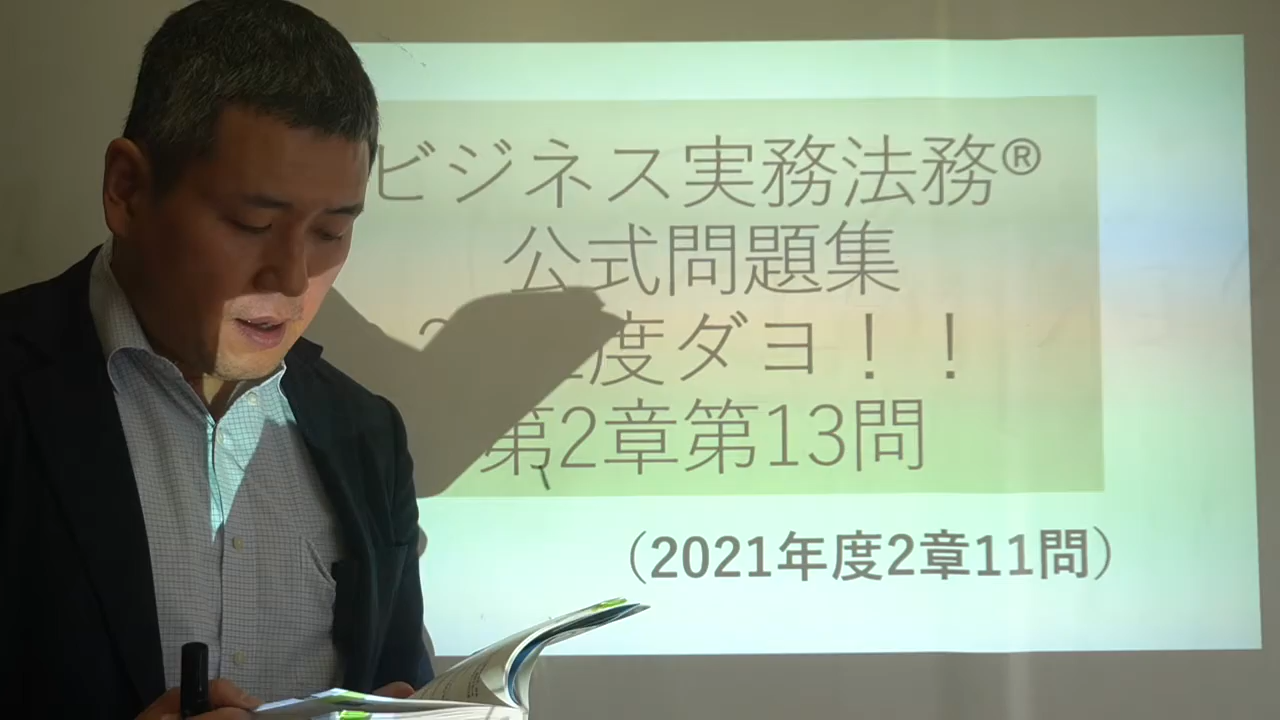 ビジネス実務法務®
公式問題集
度ダヨ！！
第2章第13問
（2021年度2章11問）